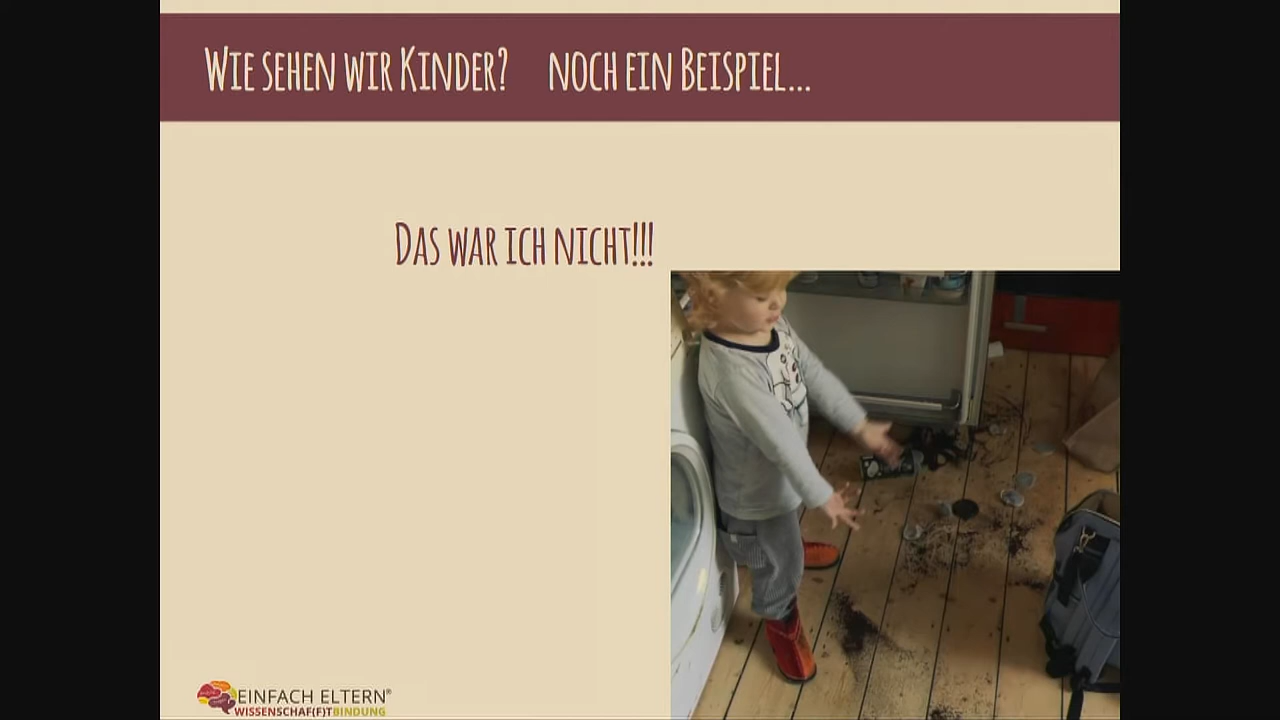 Wie sehen wir Kinder? noch ein Beispiel...
Das war ich nicht!!!
EINFACH ELTERN®
WISSENSCHAF(F)TBINDUNG